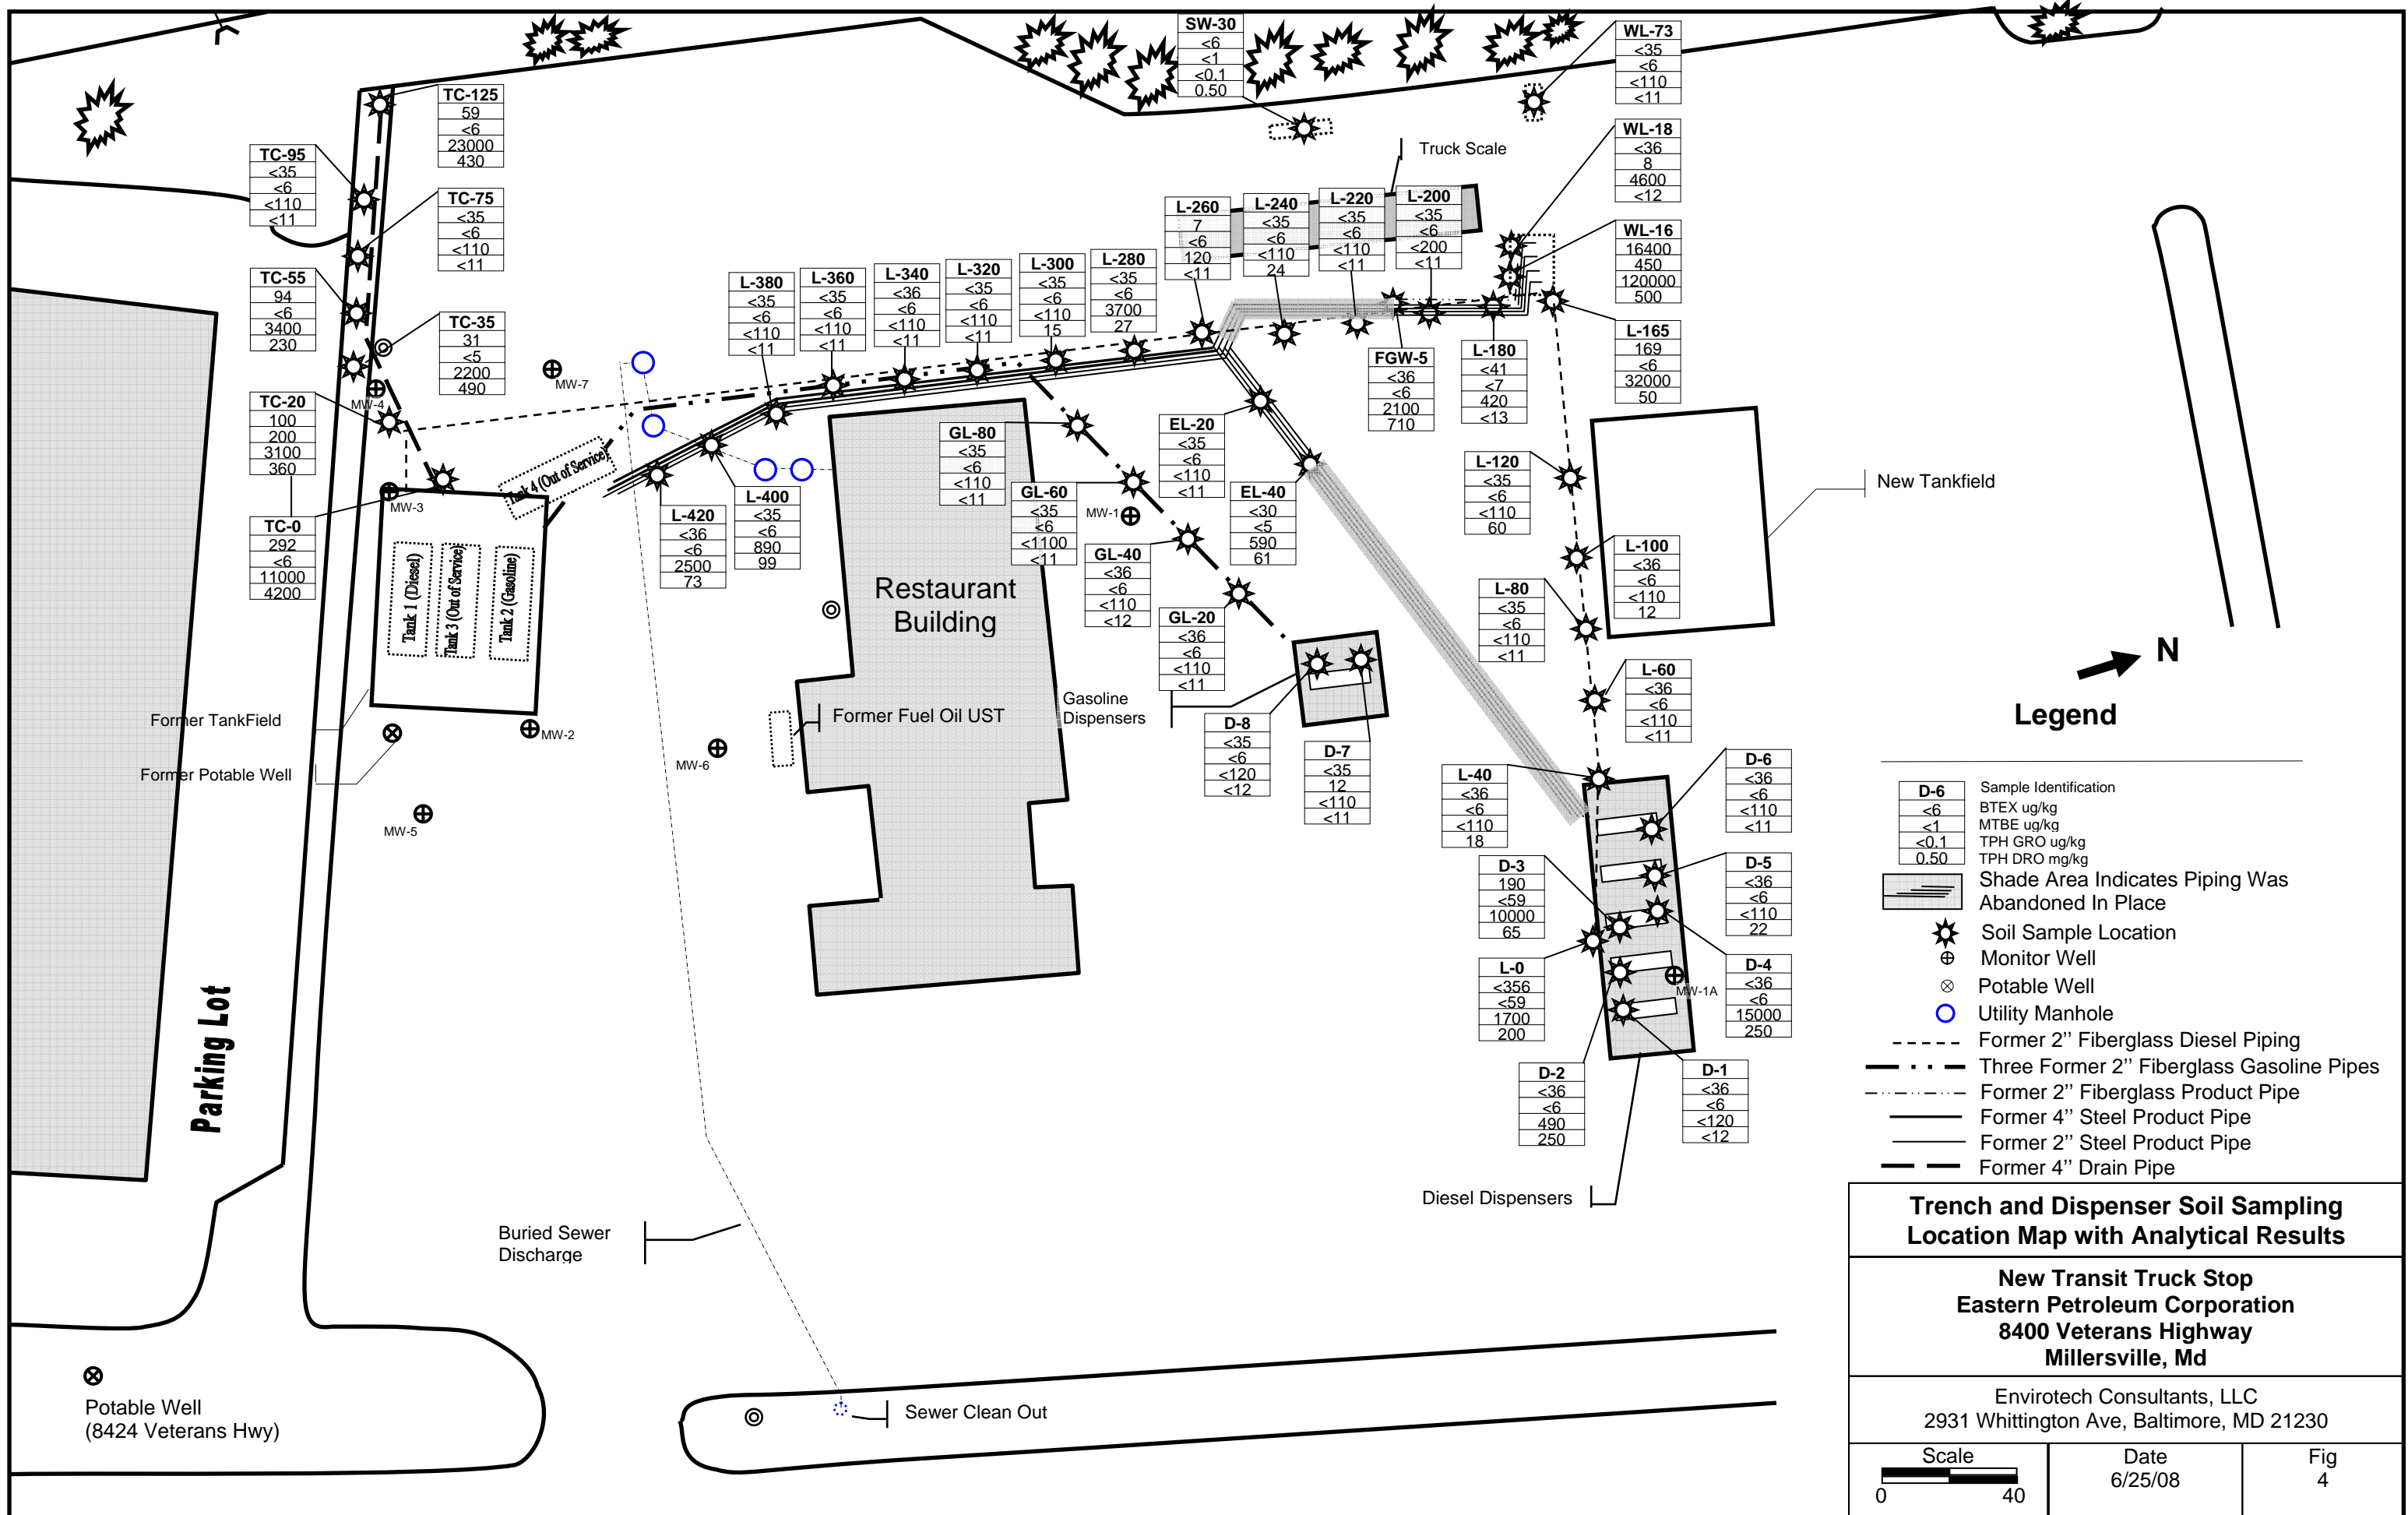 SW-30
<6
<1
<0.1
0.50
WL-73
<35
<6
<110
<11
TC-125
59
<6
23000
430
WL-18
<36
8
4600
<12
TC-95
<35
<6
<110
<11
Truck Scale
TC-75
<35
<6
<110
<11
L-260
7
<6
120
<11
L-240
<35
<6
<110
24
L-220
<35
<6
<110
<11
L-200
<35
<6
<200
<11
WL-16
16400
450
120000
500
TC-55
94
<6
3400
230
L-380
<35
<6
<110
<11
L-360
<35
<6
<110
<11
L-340
<36
<6
<110
<11
L-320
<35
<6
<110
<11
L-300
<35
<6
<110
15
L-280
<35
<6
3700
27
TC-35
31
<5
2200
490
FGW-5
<36
<6
2100
710
L-180
<41
<7
420
<13
L-165
169
<6
32000
50
MW-7
MW-4
TC-20
100
200
3100
360
GL-80
<35
<6
<110
<11
EL-20
<35
<6
<110
<11
L-120
<35
<6
<110
60
New Tankfield
Tank 4 (Out of Service)
MW-3
L-420
<36
<6
2500
73
L-400
<35
<6
890
99
GL-60
<35
<6
<1100
<11
MW-1
EL-40
<30
<5
590
61
TC-0
292
<6
11000
4200
Tank 1 (Diesel)
Tank 3 (Out of Service)
Tank 2 (Gasoline)
GL-40
<36
<6
<110
<12
L-100
<36
<6
<110
12
Restaurant
Building
L-80
<35
<6
<110
<11
GL-20
<36
<6
<110
<11
L-60
<36
<6
<110
<11
N
Former TankField
Former Potable Well
MW-2
MW-5
MW-6
Former Fuel Oil UST
Gasoline
Dispensers
D-8
<35
<6
<120
<12
D-7
<35
12
<110
<11
L-40
<36
<6
<110
18
D-6
<36
<6
<110
<11
D-3
190
<59
10000
65
D-5
<36
<6
<110
22
L-0
<356
<59
1700
200
D-4
<36
<6
15000
250
MW-1A
D-2
<36
<6
490
250
D-1
<36
<6
<120
<12
Diesel Dispensers
Parking Lot
Buried Sewer
Discharge
Potable Well
(8424 Veterans Hwy)
Sewer Clean Out
Legend
D-6 Sample Identification
<6 BTEX ug/kg
<1 MTBE ug/kg
<0.1 TPH GRO ug/kg
0.50 TPH DRO mg/kg
Shade Area Indicates Piping Was
Abandoned In Place
Soil Sample Location
Monitor Well
Potable Well
Utility Manhole
Former 2'' Fiberglass Diesel Piping
Three Former 2'' Fiberglass Gasoline Pipes
Former 2'' Fiberglass Product Pipe
Former 4'' Steel Product Pipe
Former 2'' Steel Product Pipe
Former 4'' Drain Pipe
Trench and Dispenser Soil Sampling
Location Map with Analytical Results
New Transit Truck Stop
Eastern Petroleum Corporation
8400 Veterans Highway
Millersville, Md
Envirotech Consultants, LLC
2931 Whittington Ave, Baltimore, MD 21230
Scale
0 40
Date
6/25/08
Fig
4